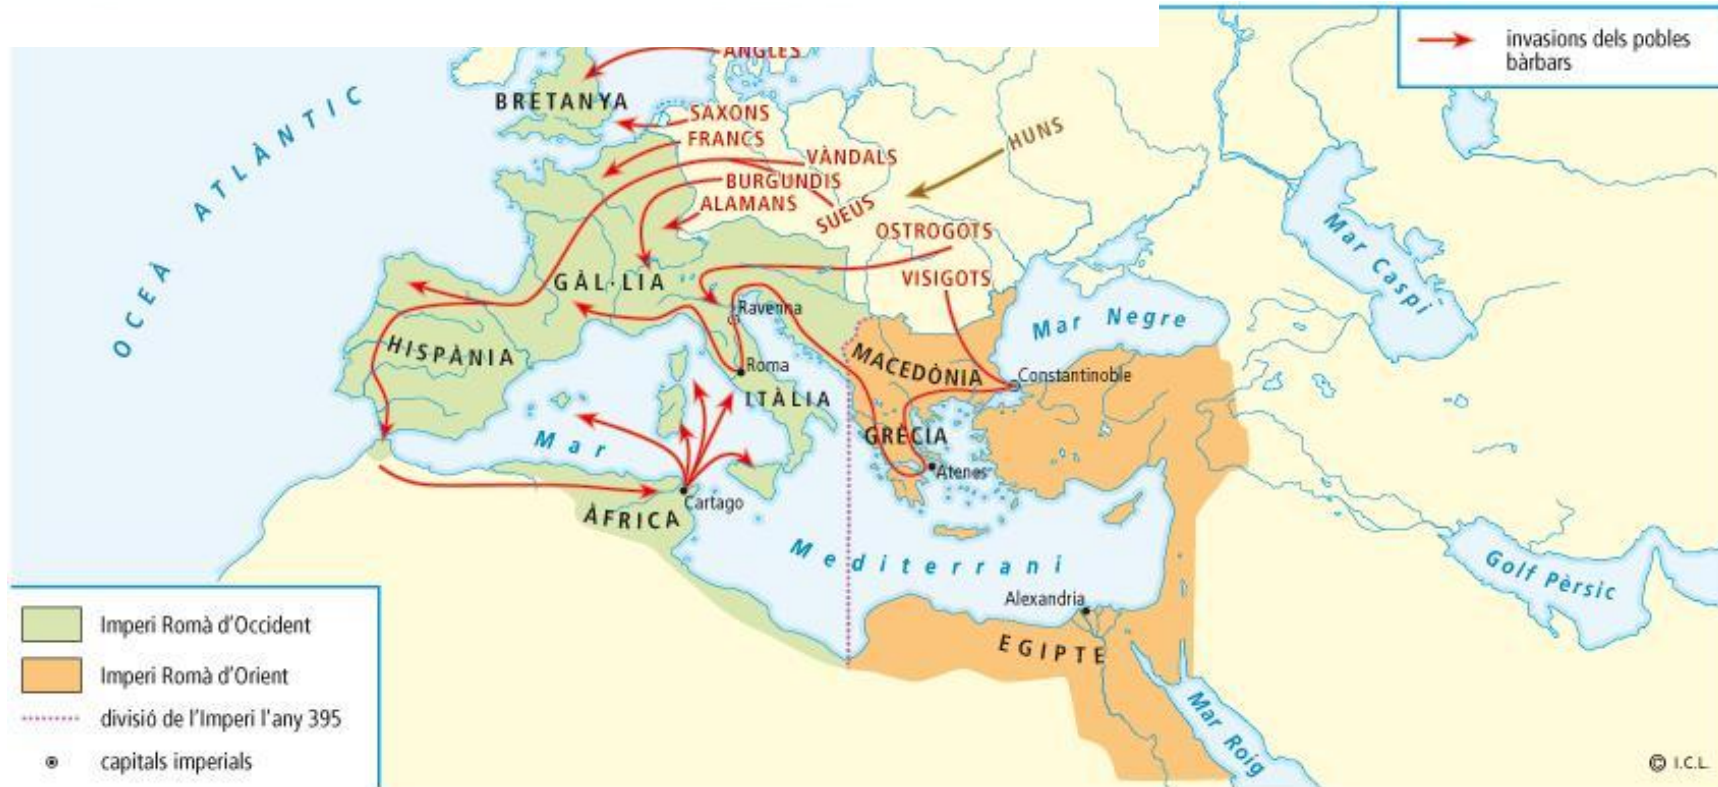 invasions dels pobles
bàrbars
ANGLES
BRETANYA
SAXONS
FRANCS
VÀNDALS
BURGUNDIS
ALAMANS
SUEUS
HUNS
OSTROGOTS
VISIGOTS
OCEÀ ATLÀNTIC
GÀL·LIA
HISPÀNIA
Ravenna
Roma
ITÀLIA
MACEDÒNIA
Constantinoble
Mar Negre
Mar Caspi
GRÈCIA
Atenes
Cartago
ÀFRICA
Mar Mediterrani
Alexandria
EGIPTE
Golf Pèrsic
Mar Roig
Imperi Romà d'Occident
Imperi Romà d'Orient
divisió de l'Imperi l'any 395
capitals imperials
© I.C.L.